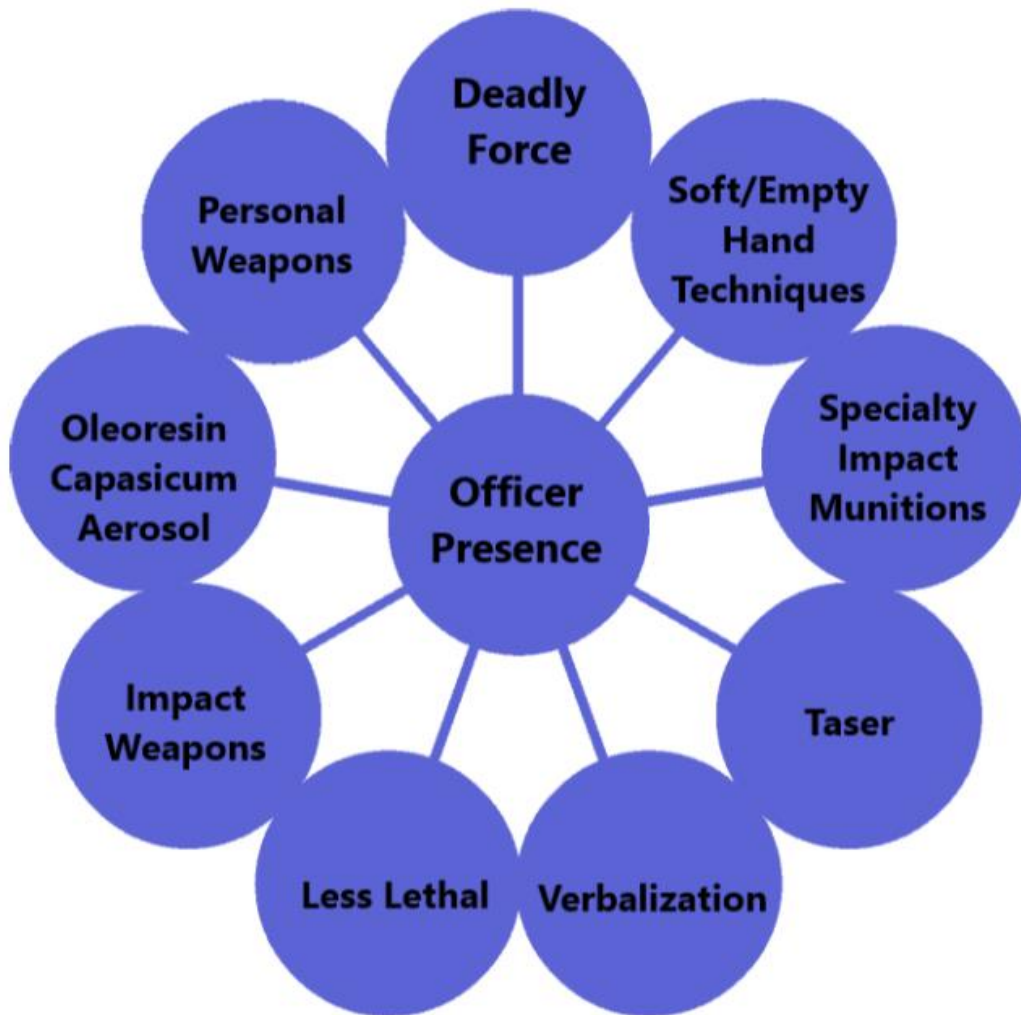 Deadly
Force
Soft/Empty
Hand
Techniques
Specialty
Impact
Munitions
Taser
Verbalization
Less Lethal
Impact
Weapons
Oleoresin
Capasicum
Aerosol
Personal
Weapons
Officer
Presence